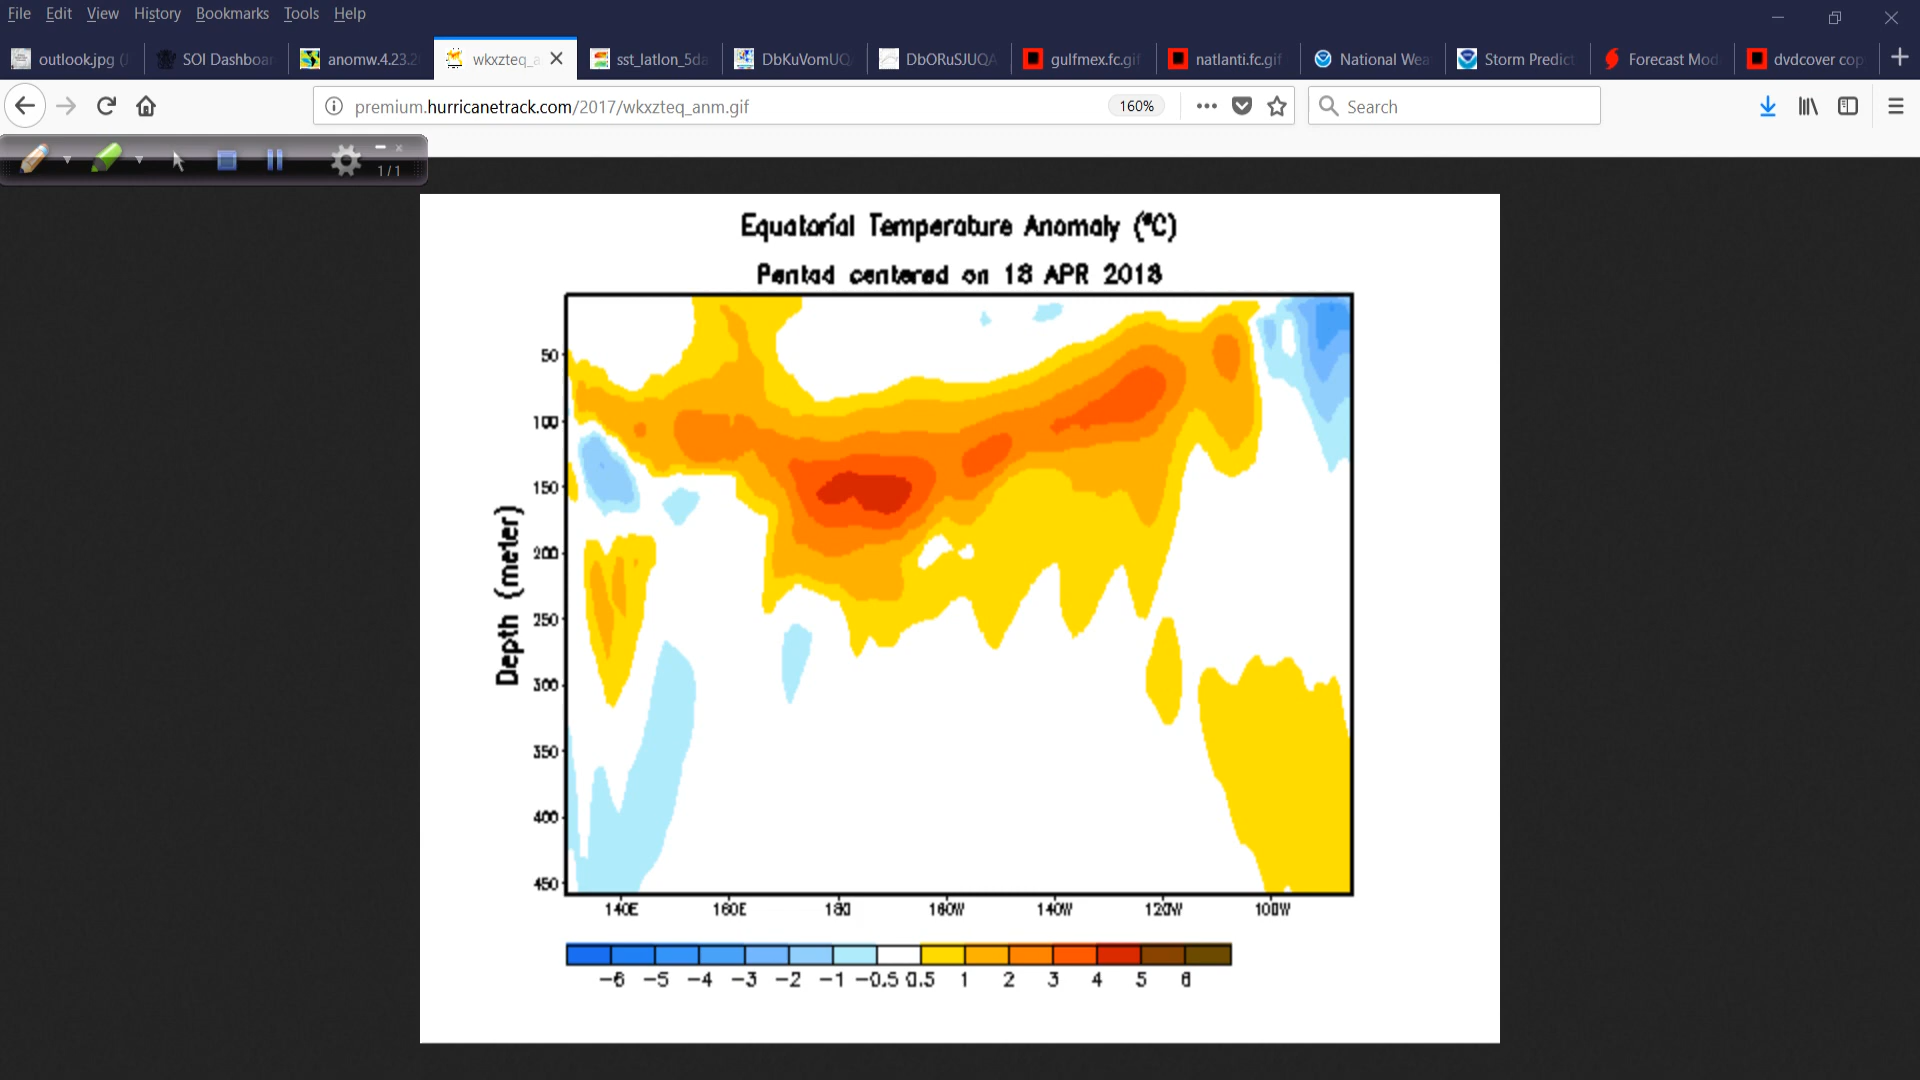 File Edit View History Bookmarks Tools Help
outlook.jpg (J
SOI Dashboar
anomw.4.23.2
wkxzteq_a
sst_latlon_5da
DbKuVomUQ
DbORuSJUQA
gulfmex.fc.gif
natlanti.fc.gif
National Wea
Storm Predict
Forecast Mod
dvdcover cop
premium.hurricanetrack.com/2017/wkxzteq_anm.gif
160%
Search
1/1
Equatorial Temperature Anomaly (°C)
Pentad centered on 18 APR 2018
Depth (meter)
50
100
150
200
250
300
350
400
450
140E 160E 180 160W 140W 120W 100W
-6 -5 -4 -3 -2 -1 -0.5 0.5 1 2 3 4 5 6